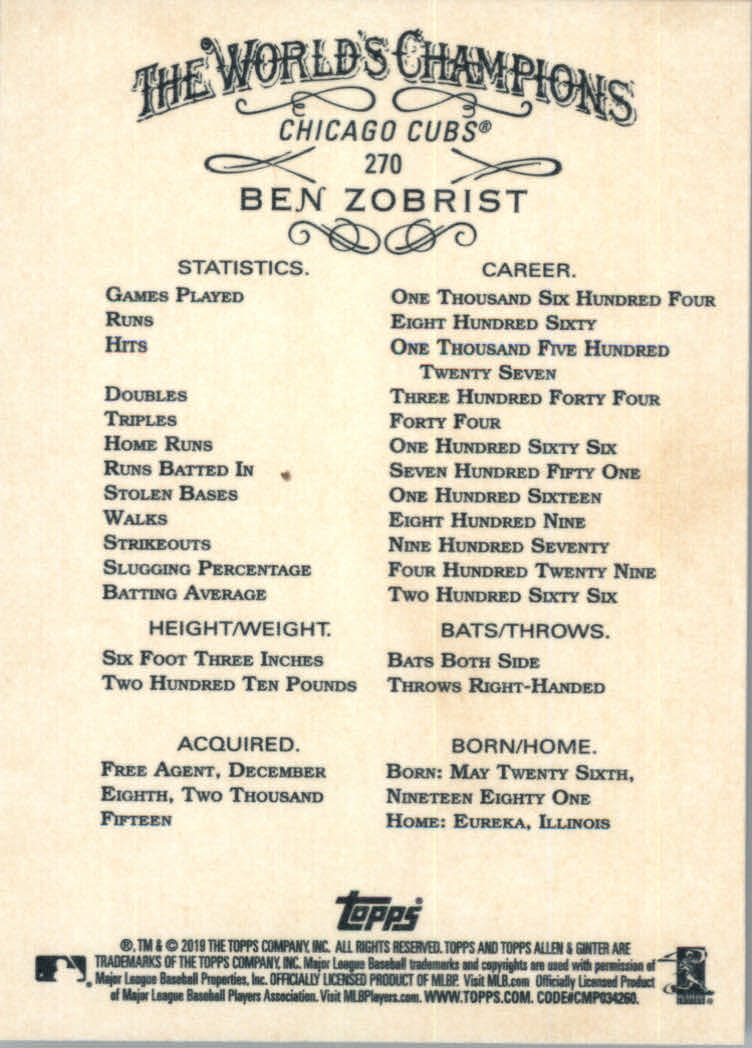 THE WORLD'S CHAMPIONS
CHICAGO CUBS®
270
BEN ZOBRIST
STATISTICS. CAREER.
GAMES PLAYED ONE THOUSAND SIX HUNDRED FOUR
RUNS EIGHT HUNDRED SIXTY
HITS ONE THOUSAND FIVE HUNDRED
TWENTY SEVEN
DOUBLES THREE HUNDRED FORTY FOUR
TRIPLES FORTY FOUR
HOME RUNS ONE HUNDRED SIXTY SIX
RUNS BATTED IN SEVEN HUNDRED FIFTY ONE
STOLEN BASES ONE HUNDRED SIXTEEN
WALKS EIGHT HUNDRED NINE
STRIKEOUTS NINE HUNDRED SEVENTY
SLUGGING PERCENTAGE FOUR HUNDRED TWENTY NINE
BATTING AVERAGE TWO HUNDRED SIXTY SIX
HEIGHT/WEIGHT. BATS/THROWS.
SIX FOOT THREE INCHES BATS BOTH SIDE
TWO HUNDRED TEN POUNDS THROWS RIGHT-HANDED
ACQUIRED. BORN/HOME.
FREE AGENT, DECEMBER BORN: MAY TWENTY SIXTH,
EIGHTH, TWO THOUSAND NINETEEN EIGHTY ONE
FIFTEEN HOME: EUREKA, ILLINOIS
topps®
®, TM & © 2019 THE TOPPS COMPANY, INC. ALL RIGHTS RESERVED. TOPPS AND TOPPS ALLEN & GINTER ARE
TRADEMARKS OF THE TOPPS COMPANY, INC. Major League Baseball trademarks and copyrights are used with permission of
Major League Baseball Properties, Inc. OFFICIALLY LICENSED PRODUCT OF MLBP. Visit MLB.com Officially Licensed Product
of Major League Baseball Players Association. Visit MLBPlayers.com. WWW.TOPPS.COM. CODE#CMP034260.